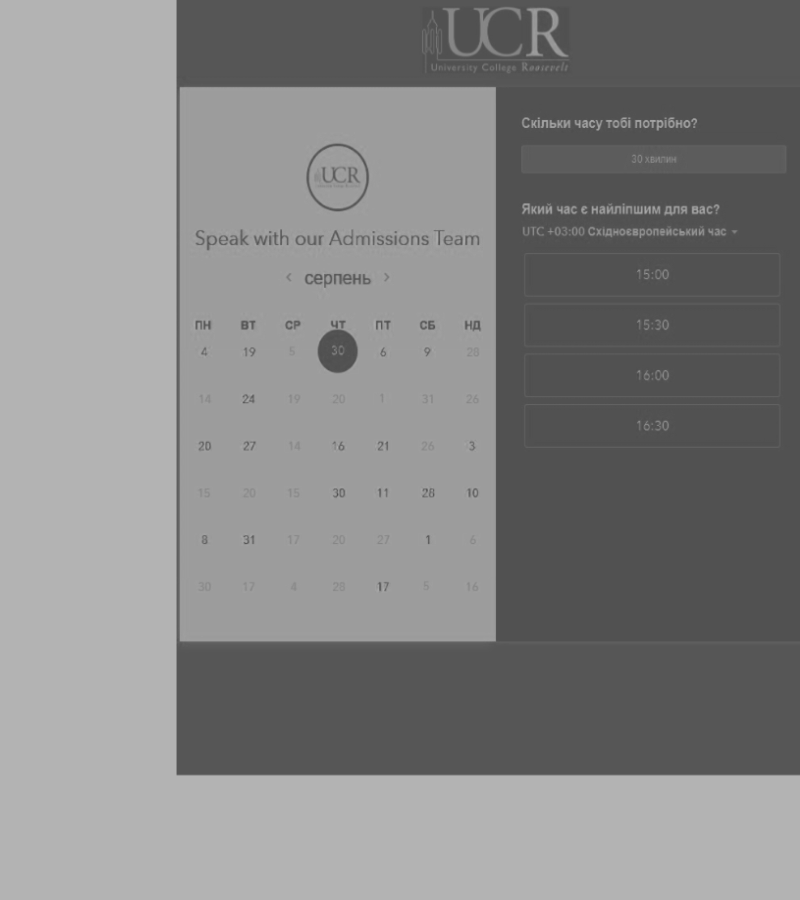 UCR
University College Roosevelt
UCR
Speak with our Admissions Team
< серпень >
ПН ВТ СР ЧТ ПТ СБ НД
4 19 5 30 6 9 28
14 24 19 20 1 31 26
20 27 14 16 21 26 3
15 20 15 30 11 28 10
8 31 17 20 27 1 6
30 17 4 28 17 5 16
Скільки часу тобі потрібно?
30 хвилин
Який час є найліпшим для вас?
UTC +03:00 Східноєвропейський час
15:00
15:30
16:00
16:30